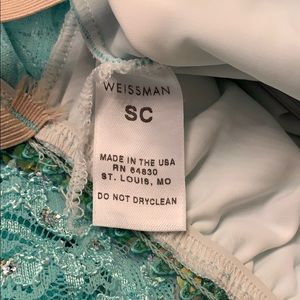 WEISSMAN
SC
MADE IN THE USA
RN 64830
ST. LOUIS, MO
DO NOT DRYCLEAN